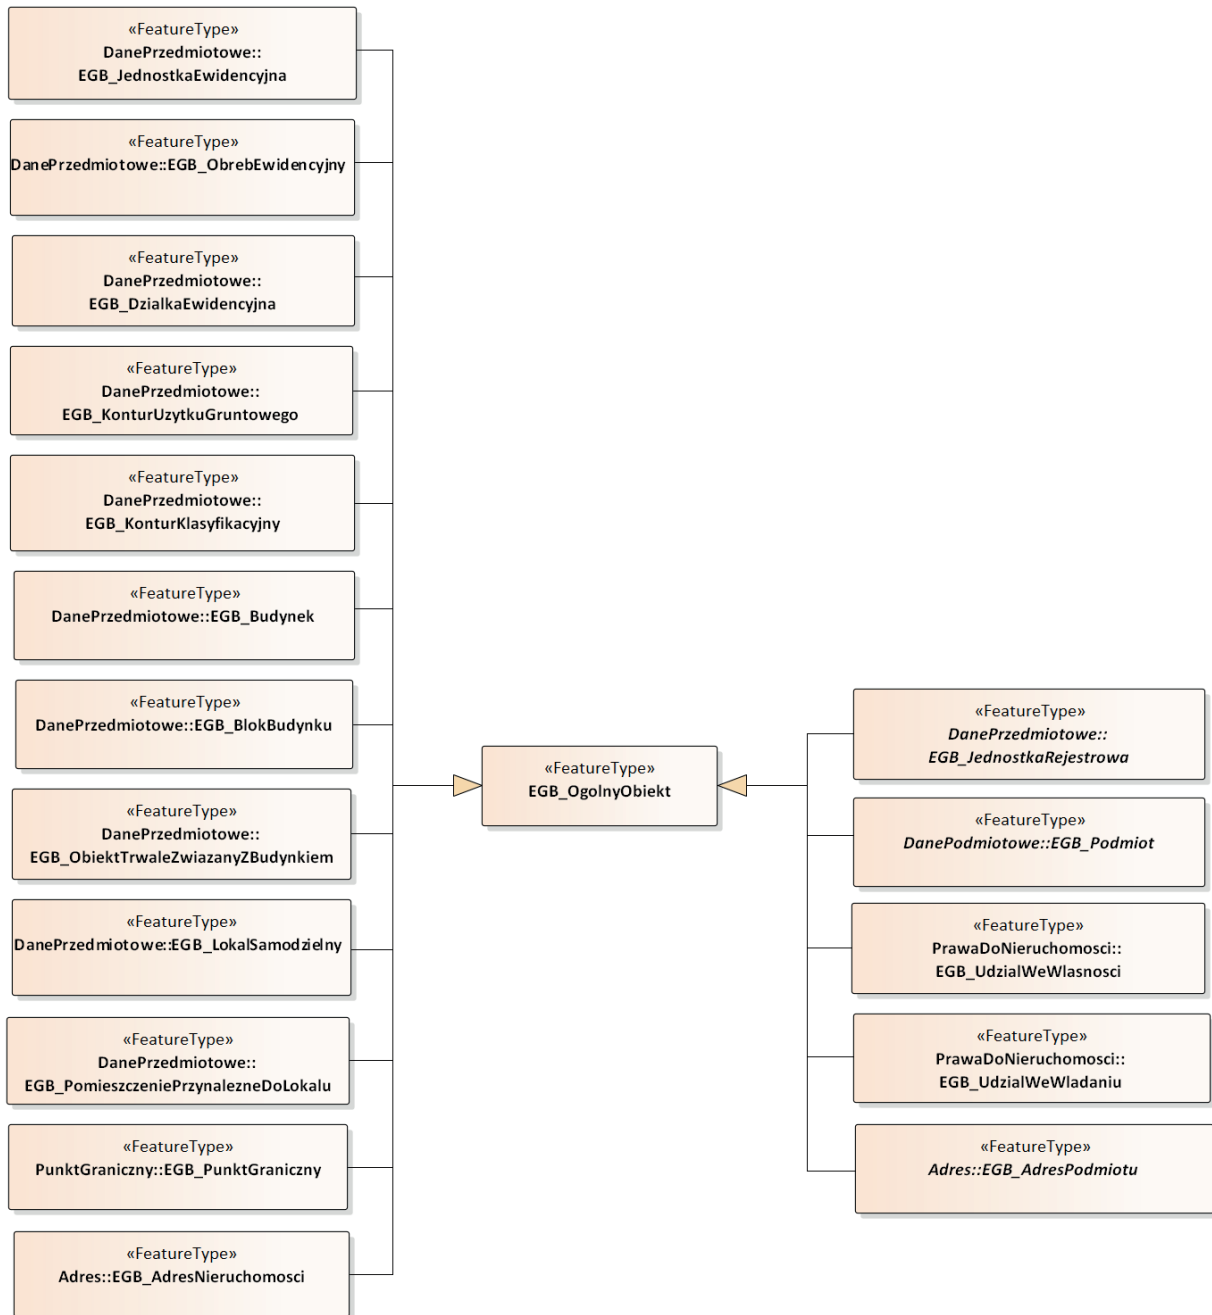 «FeatureType»
DanePrzedmiotowe::
EGB_JednostkaEwidencyjna
«FeatureType»
DanePrzedmiotowe::EGB_ObrebEwidencyjny
«FeatureType»
DanePrzedmiotowe::
EGB_DzialkaEwidencyjna
«FeatureType»
DanePrzedmiotowe::
EGB_KonturUzytkuGruntowego
«FeatureType»
DanePrzedmiotowe::
EGB_KonturKlasyfikacyjny
«FeatureType»
DanePrzedmiotowe::EGB_Budynek
«FeatureType»
DanePrzedmiotowe::EGB_BlokBudynku
«FeatureType»
DanePrzedmiotowe::
EGB_ObiektTrwaleZwiazanyZBudynkiem
«FeatureType»
DanePrzedmiotowe::EGB_LokalSamodzielny
«FeatureType»
DanePrzedmiotowe::
EGB_PomieszczeniePrzynalezneDoLokalu
«FeatureType»
PunktGraniczny::EGB_PunktGraniczny
«FeatureType»
Adres::EGB_AdresNieruchomosci
«FeatureType»
EGB_OgolnyObiekt
«FeatureType»
DanePrzedmiotowe::
EGB_JednostkaRejestrowa
«FeatureType»
DanePodmiotowe::EGB_Podmiot
«FeatureType»
PrawaDoNieruchomosci::
EGB_UdzialWeWlasnosci
«FeatureType»
PrawaDoNieruchomosci::
EGB_UdzialWeWladaniu
«FeatureType»
Adres::EGB_AdresPodmiotu